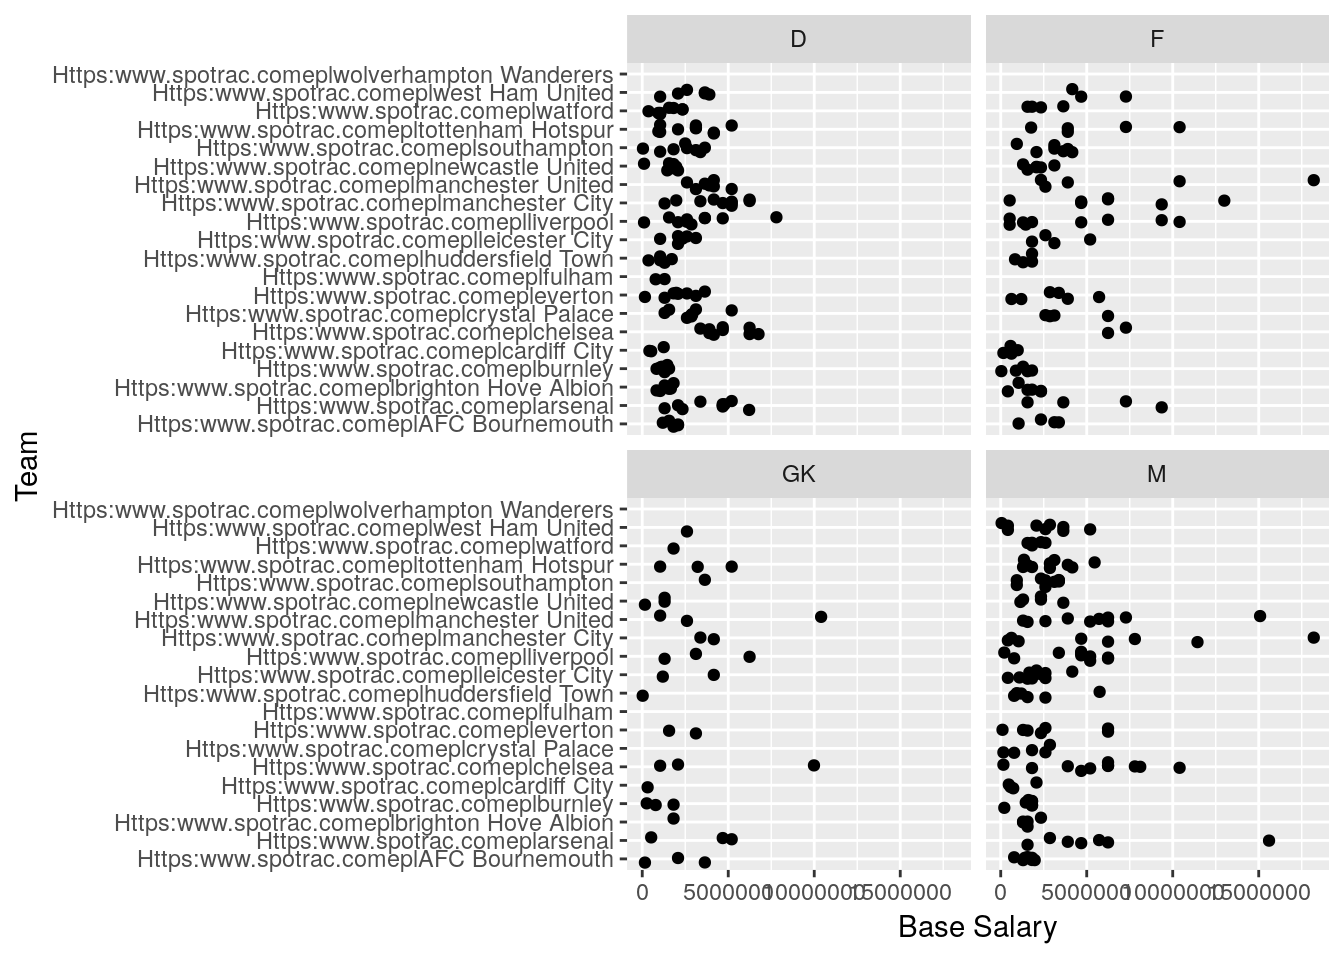 D
F
Https:www.spotrac.comeplwolverhampton Wanderers
Https:www.spotrac.comeplwest Ham United
Https:www.spotrac.comeplwatford
Https:www.spotrac.comepltottenham Hotspur
Https:www.spotrac.comeplsouthampton
Https:www.spotrac.comeplnewcastle United
Https:www.spotrac.comeplmanchester United
Https:www.spotrac.comeplmanchester City
Https:www.spotrac.comeplliverpool
Https:www.spotrac.comeplleicester City
Https:www.spotrac.comeplhuddersfield Town
Https:www.spotrac.comeplfulham
Https:www.spotrac.comepleverton
Https:www.spotrac.comeplcrystal Palace
Https:www.spotrac.comeplchelsea
Https:www.spotrac.comeplcardiff City
Https:www.spotrac.comeplburnley
Https:www.spotrac.comeplbrighton Hove Albion
Https:www.spotrac.comeplarsenal
Https:www.spotrac.comeplAFC Bournemouth
Team
GK
M
Https:www.spotrac.comeplwolverhampton Wanderers
Https:www.spotrac.comeplwest Ham United
Https:www.spotrac.comeplwatford
Https:www.spotrac.comepltottenham Hotspur
Https:www.spotrac.comeplsouthampton
Https:www.spotrac.comeplnewcastle United
Https:www.spotrac.comeplmanchester United
Https:www.spotrac.comeplmanchester City
Https:www.spotrac.comeplliverpool
Https:www.spotrac.comeplleicester City
Https:www.spotrac.comeplhuddersfield Town
Https:www.spotrac.comeplfulham
Https:www.spotrac.comepleverton
Https:www.spotrac.comeplcrystal Palace
Https:www.spotrac.comeplchelsea
Https:www.spotrac.comeplcardiff City
Https:www.spotrac.comeplburnley
Https:www.spotrac.comeplbrighton Hove Albion
Https:www.spotrac.comeplarsenal
Https:www.spotrac.comeplAFC Bournemouth
0 5000000 10000000 15000000
0 5000000 10000000 15000000
Base Salary